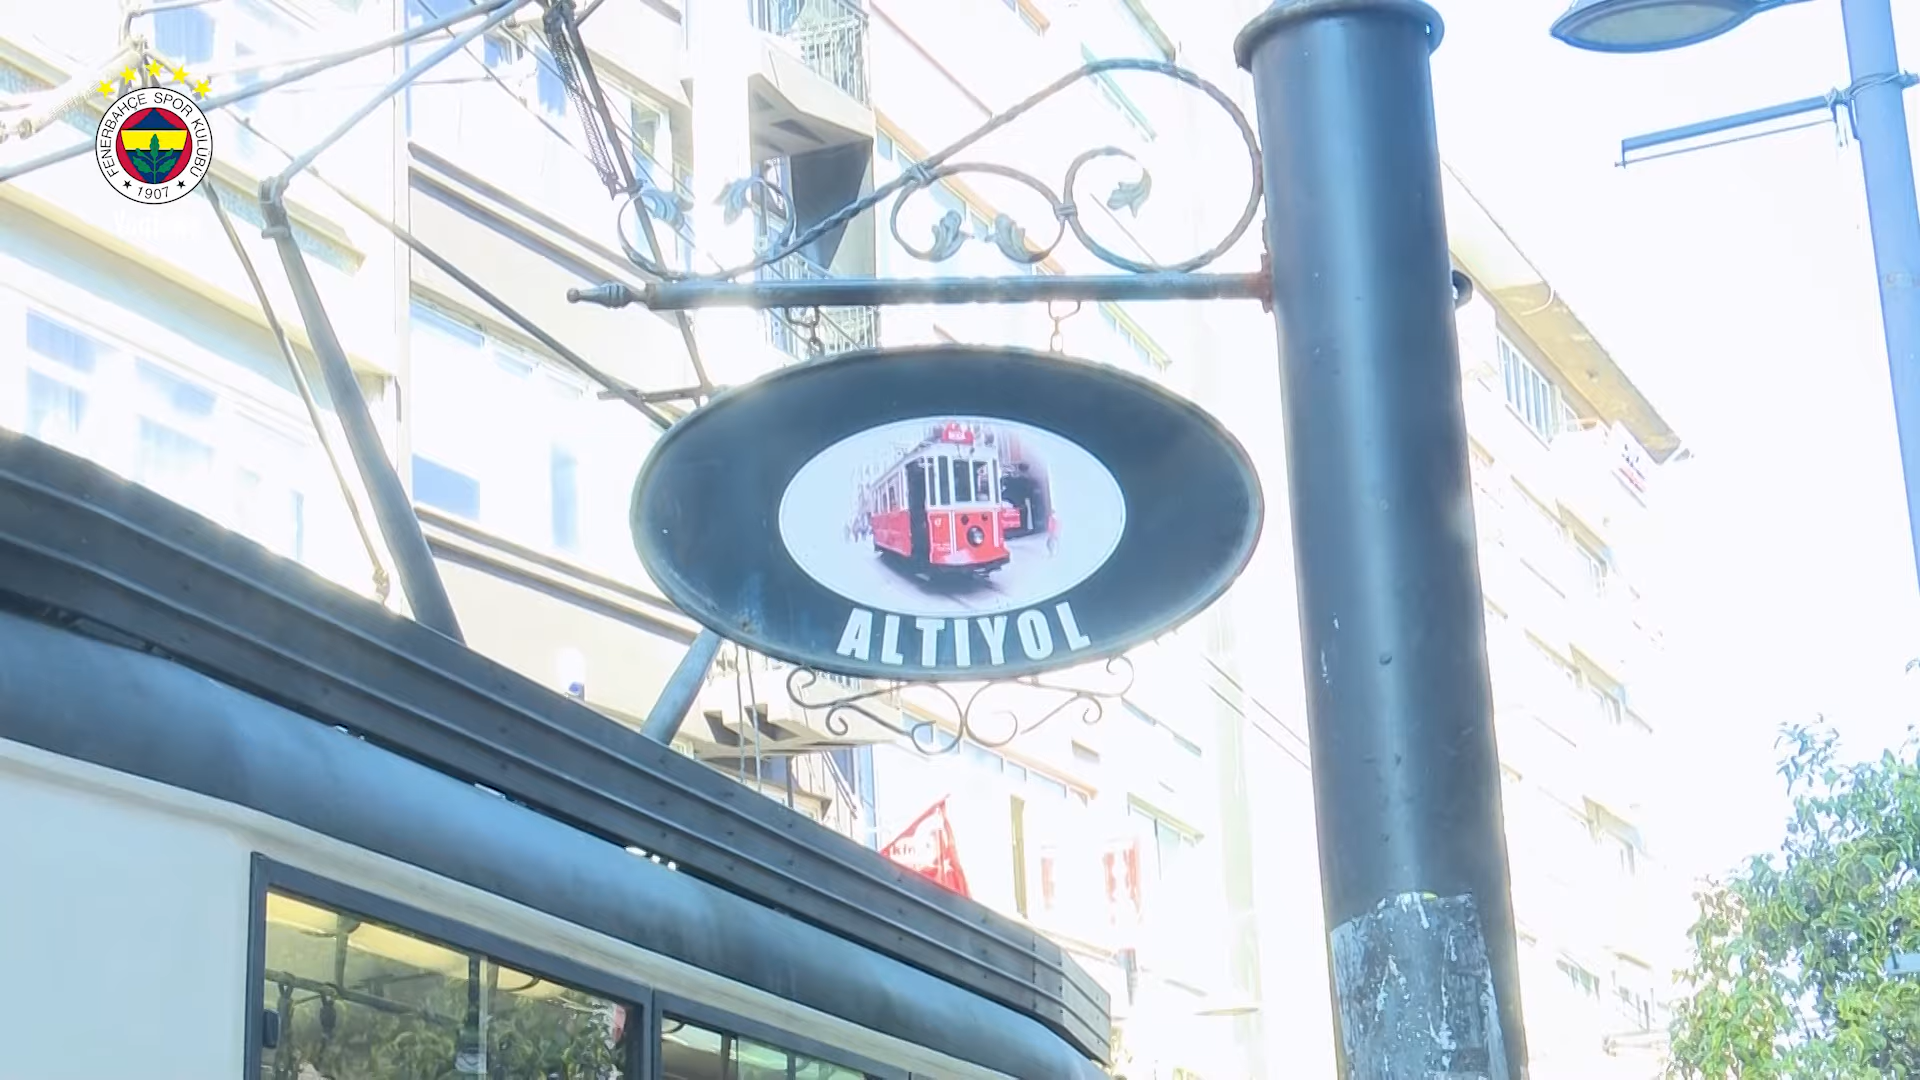 FENERBAHÇE SPOR KULÜBÜ
★ 1907 ★
ALTIYOL